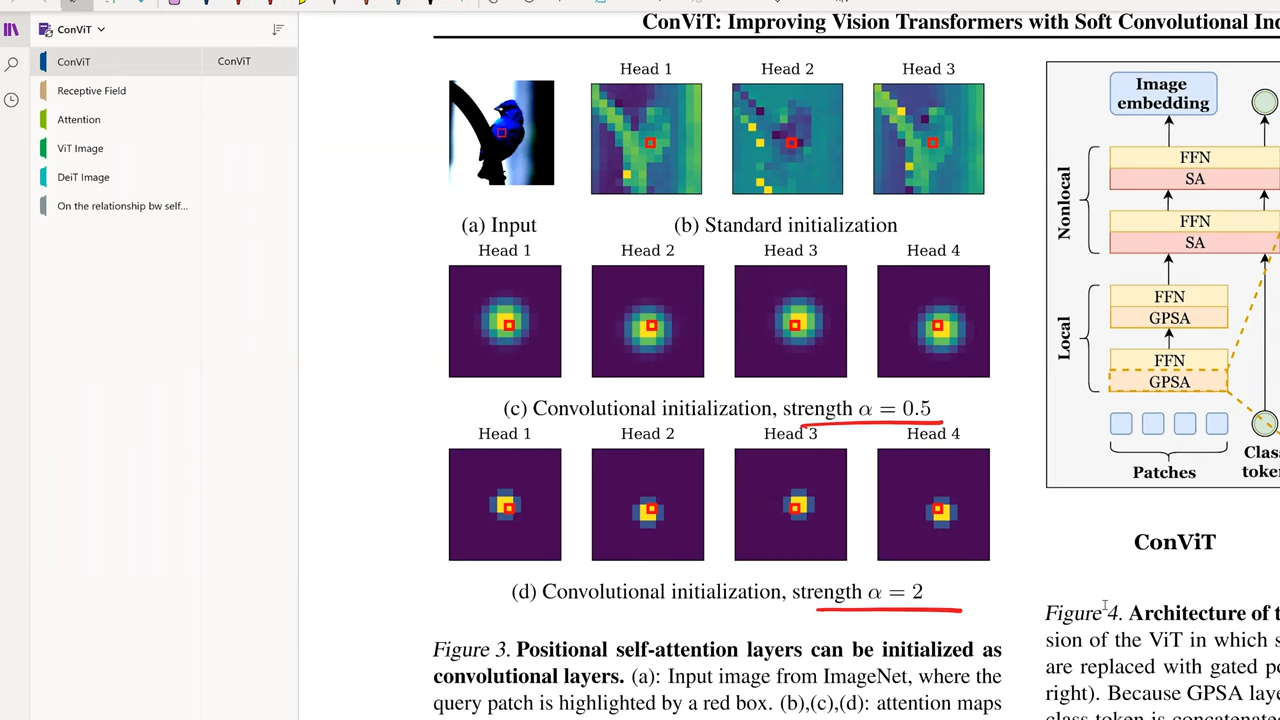 ConViT: Improving Vision Transformers with Soft Convolutional
ConViT
ConViT
ConViT
Receptive Field
Attention
ViT Image
DeiT Image
On the relationship bw self...
Head 1
Head 2
Head 3
(a) Input
(b) Standard initialization
Head 1
Head 2
Head 3
Head 4
(c) Convolutional initialization, strength α = 0.5
Head 1
Head 2
Head 3
Head 4
(d) Convolutional initialization, strength α = 2
Figure 3. Positional self-attention layers can be initialized as
convolutional layers. (a): Input image from ImageNet, where the
query patch is highlighted by a red box. (b),(c),(d): attention maps
Image
embedding
Nonlocal
FFN
SA
FFN
SA
Local
FFN
GPSA
FFN
GPSA
Patches
ConViT
Figure 4. Architecture of
sion of the ViT in which
are replaced with gated
right). Because GPSA
class token is